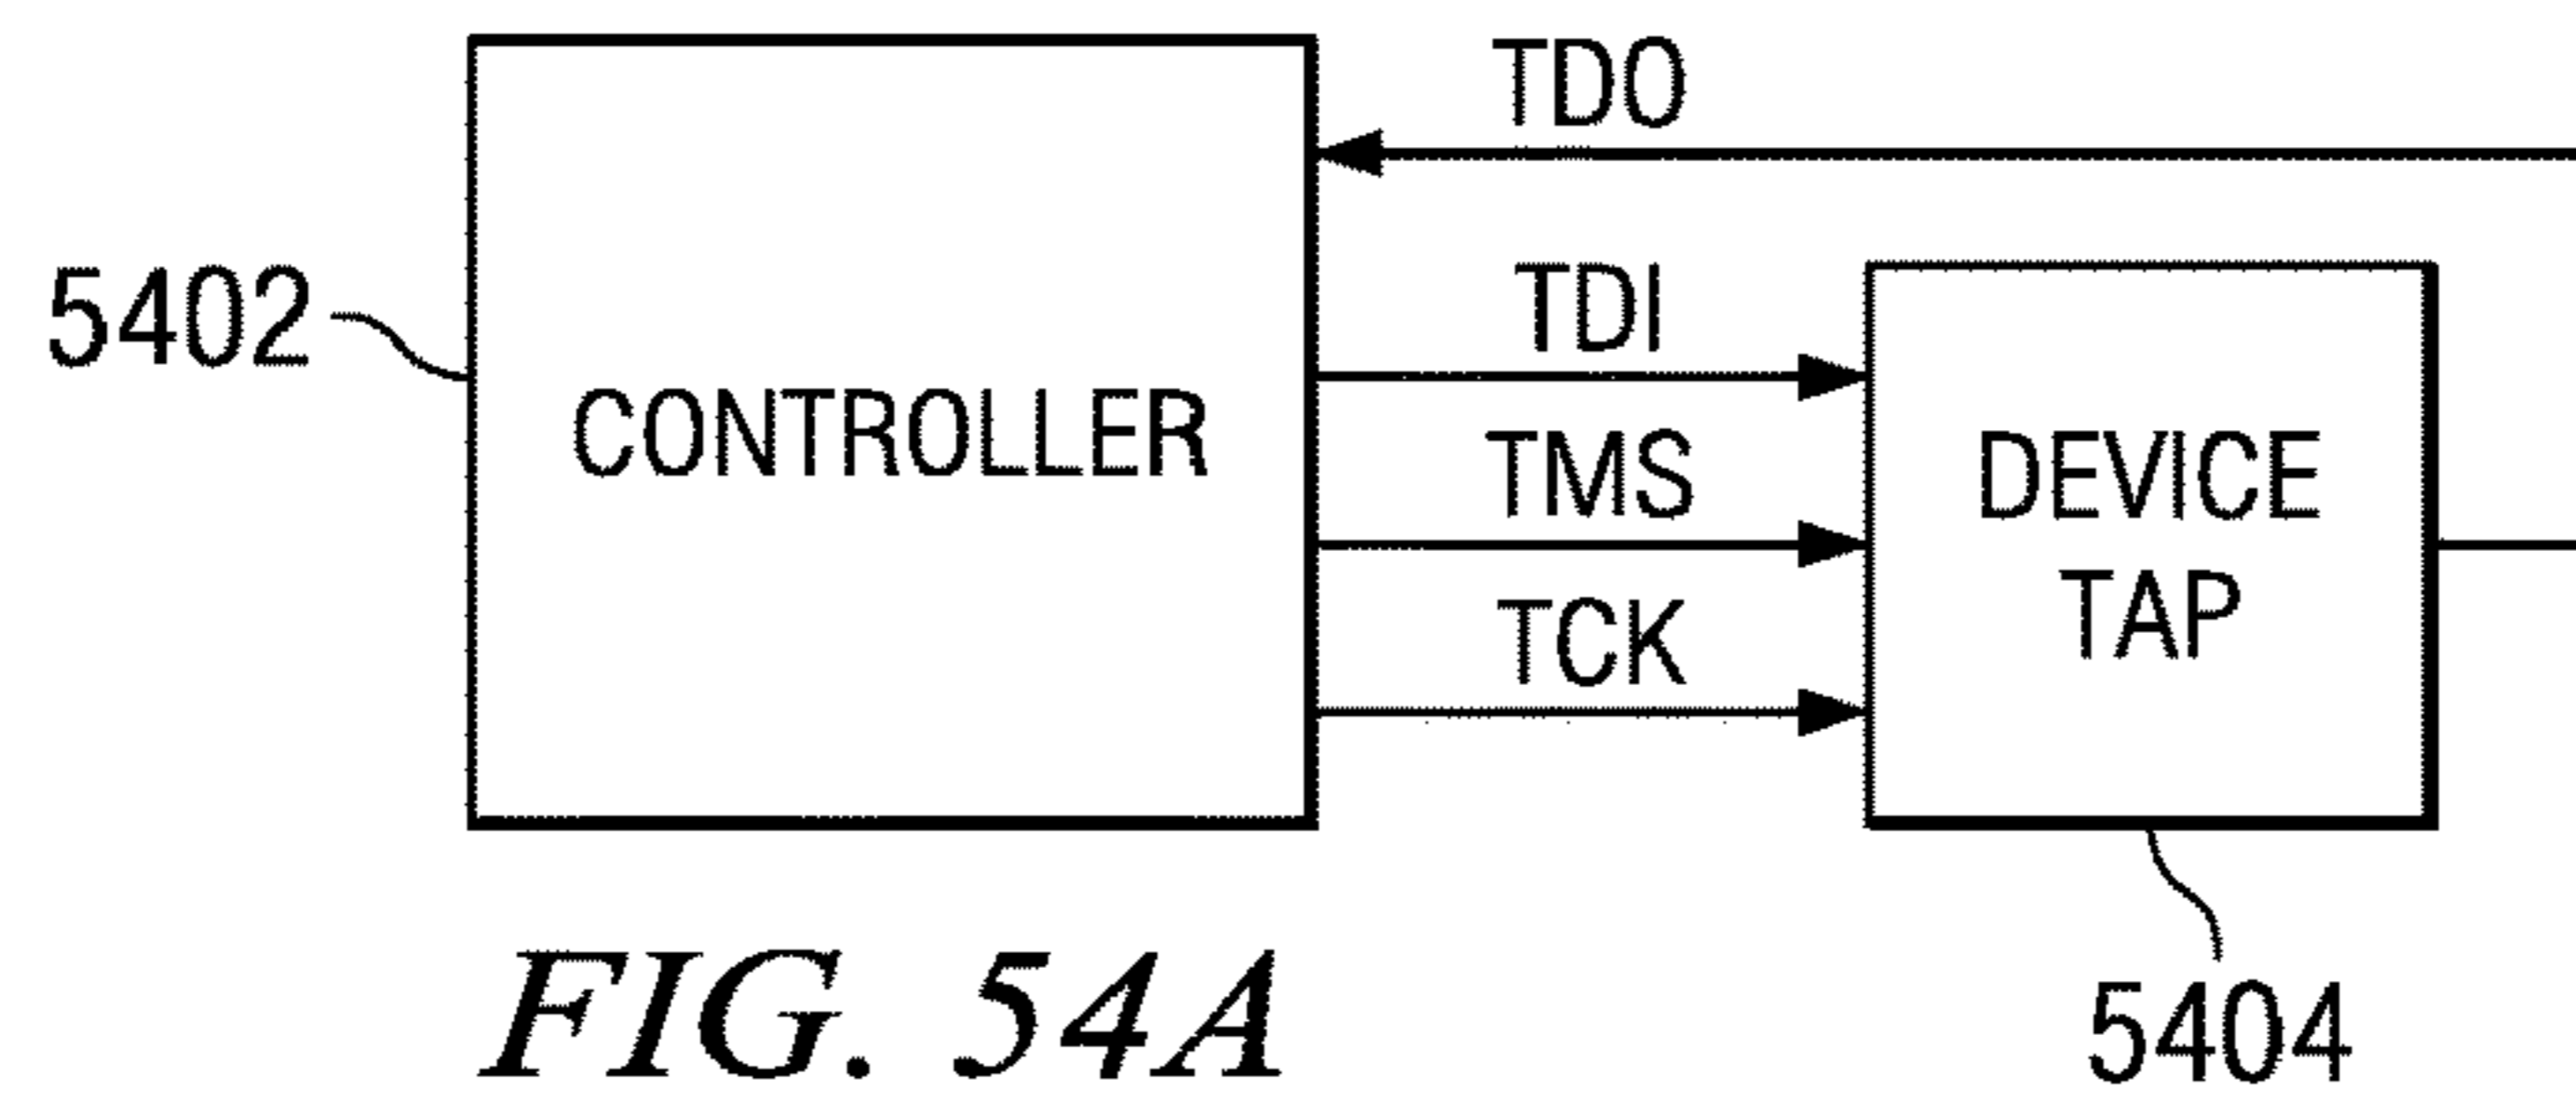 TDO
5402
CONTROLLER
TDI
TMS
TCK
DEVICE
TAP
FIG. 54A
5404